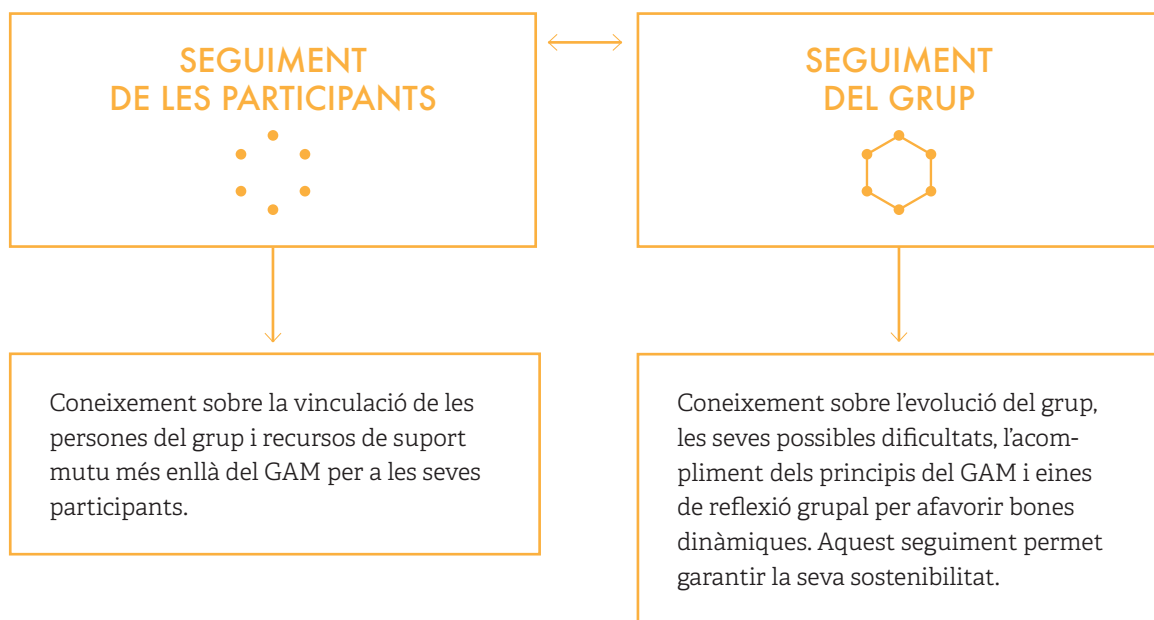 SEGUIMENT
DE LES PARTICIPANTS
SEGUIMENT
DEL GRUP
Coneixement sobre la vinculació de les
persones del grup i recursos de suport
mutu més enllà del GAM per a les seves
participants.
Coneixement sobre l’evolució del grup,
les seves possibles dificultats, l’acom-
pliment dels principis del GAM i eines
de reflexió grupal per afavorir bones
dinàmiques. Aquest seguiment permet
garantir la seva sostenibilitat.